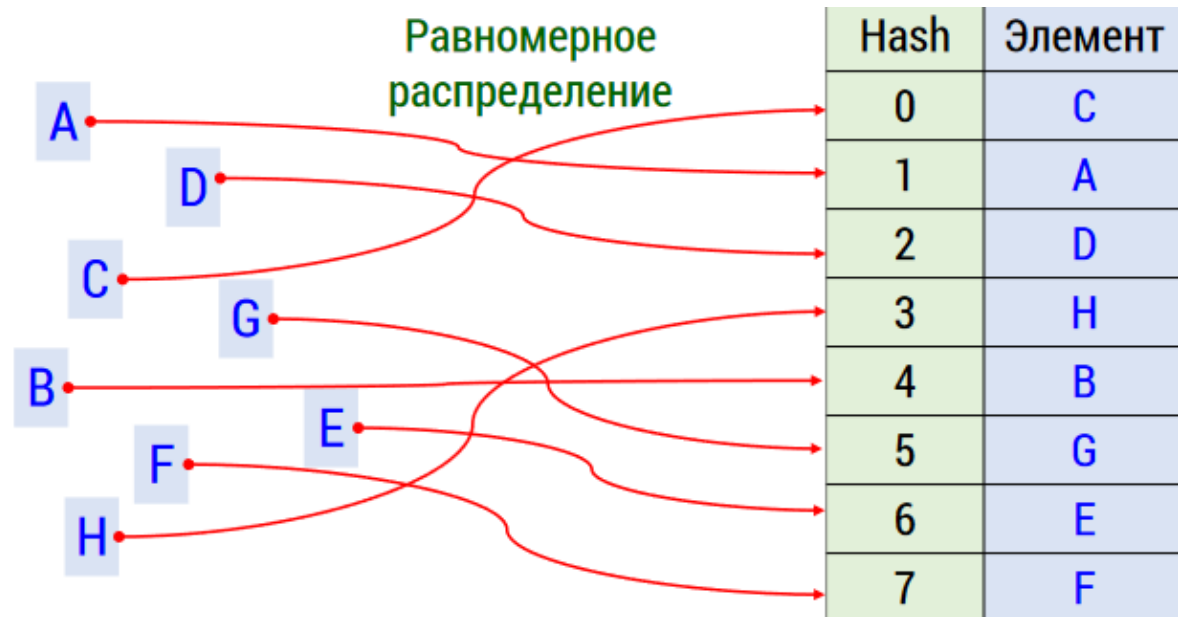 Равномерное
распределение
A
D
C
G
B
E
F
H
Hash Элемент
0 C
1 A
2 D
3 H
4 B
5 G
6 E
7 F